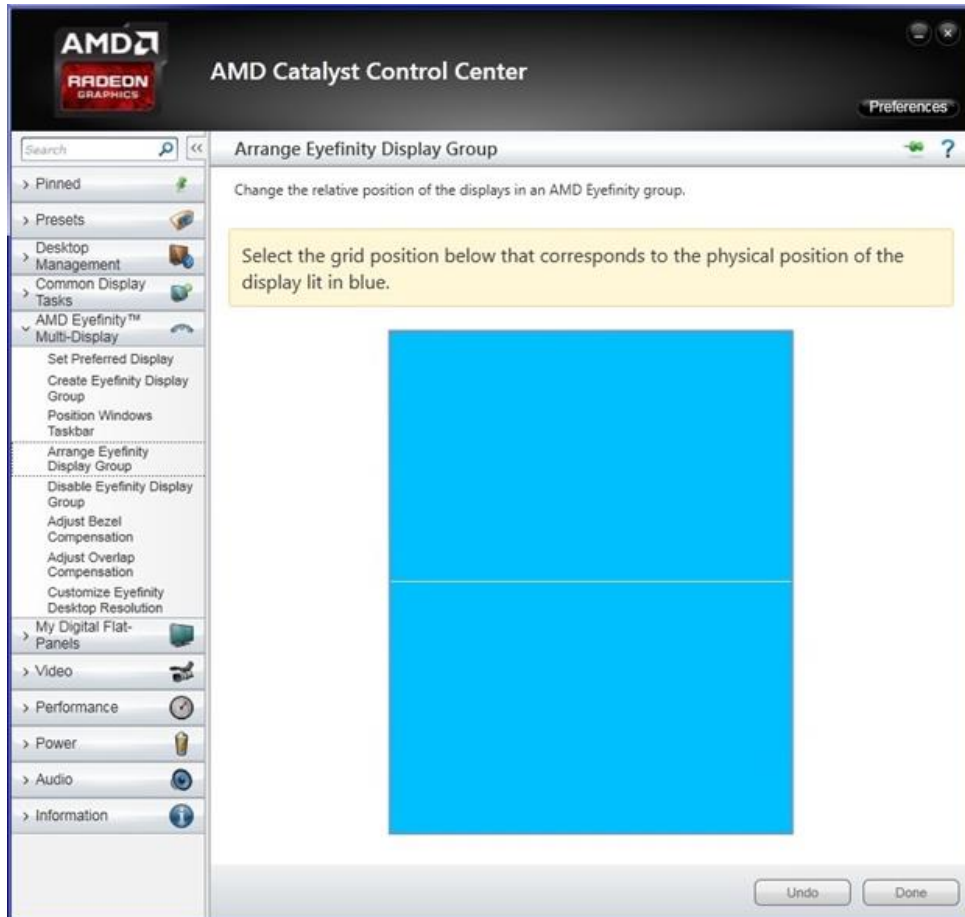 AMD
RADEON
GRAPHICS
AMD Catalyst Control Center
Preferences
Search
Arrange Eyefinity Display Group
?
Pinned
Presets
Desktop
Management
Common Display
Tasks
AMD Eyefinity™
Multi-Display
Set Preferred Display
Create Eyefinity Display
Group
Position Windows
Taskbar
Arrange Eyefinity
Display Group
Disable Eyefinity Display
Group
Adjust Bezel
Compensation
Adjust Overlap
Compensation
Customize Eyefinity
Desktop Resolution
My Digital Flat-
Panels
Video
Performance
Power
Audio
Information
Change the relative position of the displays in an AMD Eyefinity group.
Select the grid position below that corresponds to the physical position of the
display lit in blue.
Undo
Done